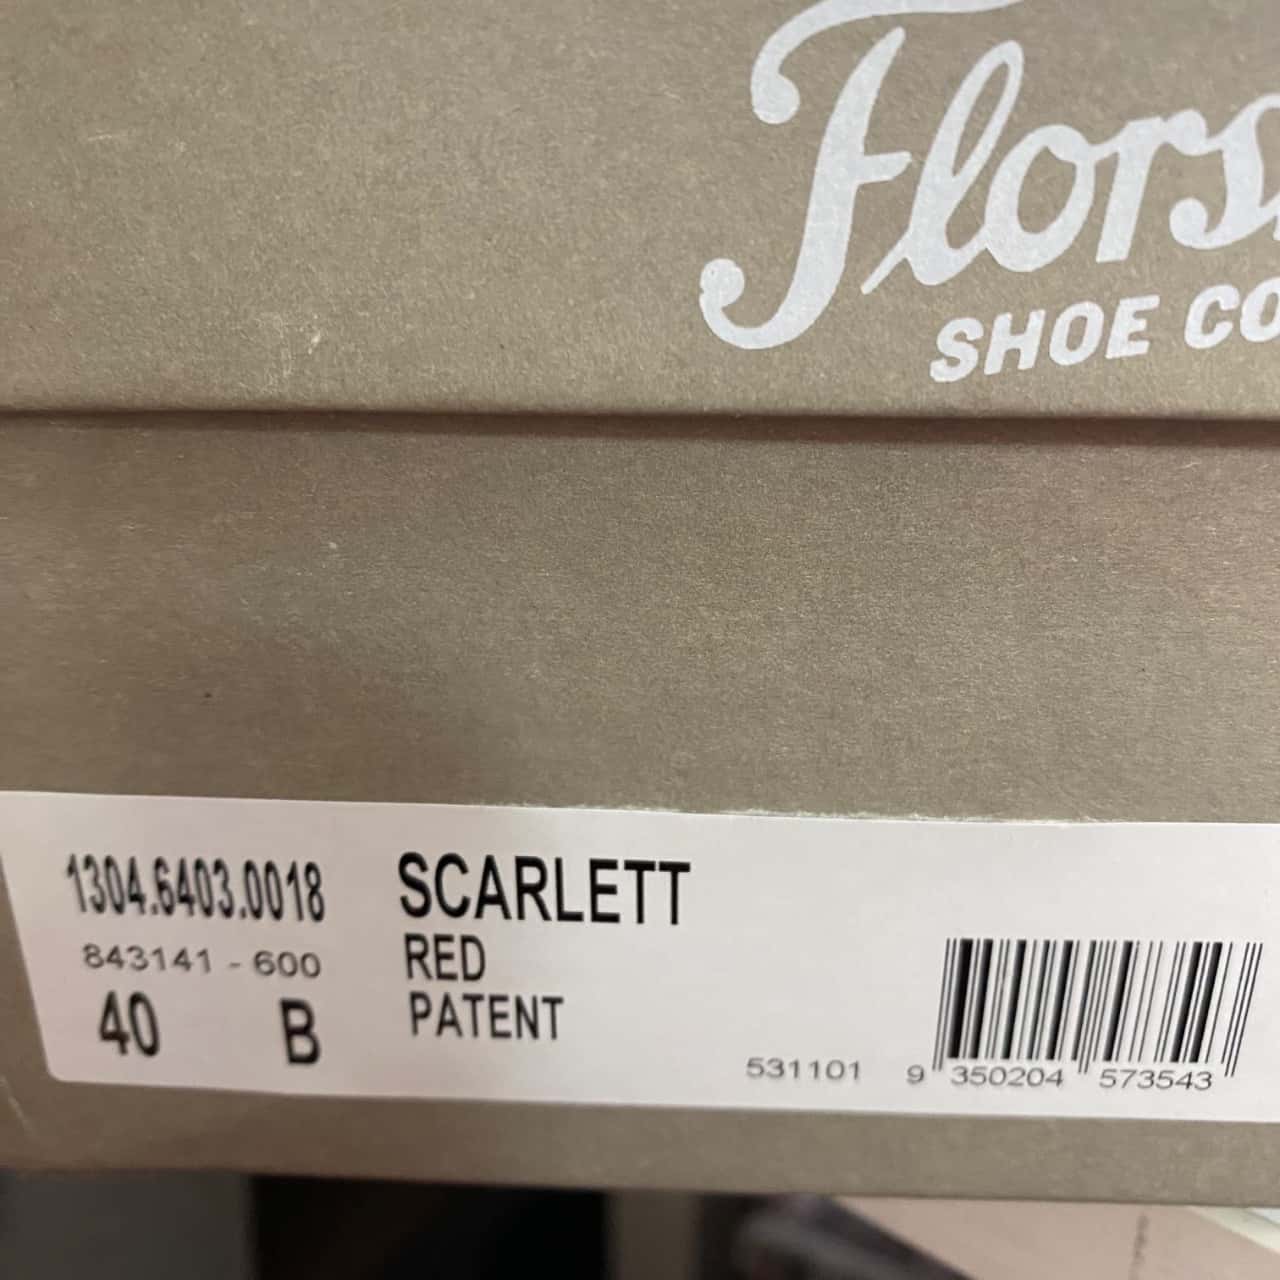 Flors
SHOE CO
1304.6403.0018 SCARLETT
843141 - 600 RED
40 B PATENT
531101 9 350204 573543